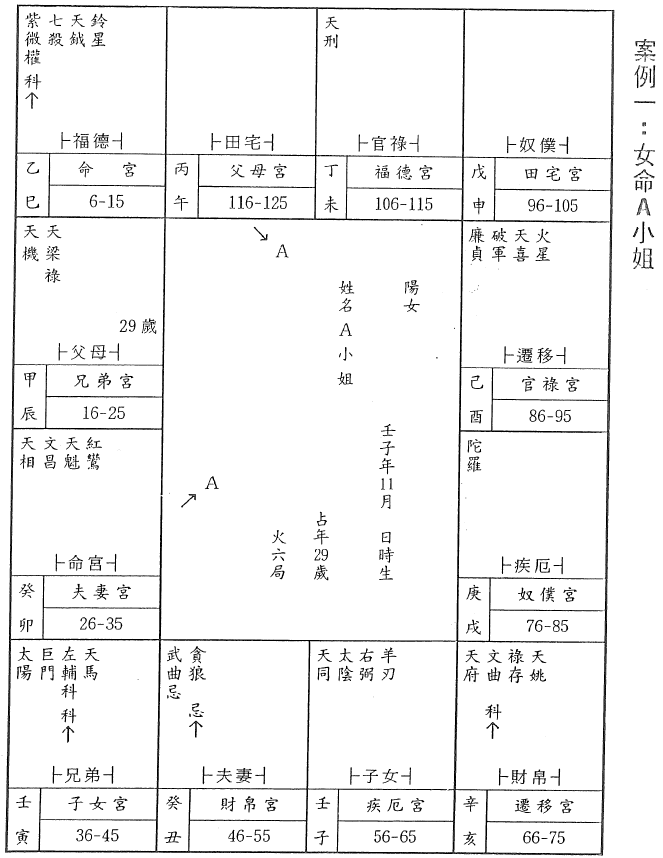 案例一：女命A小姐
紫微權 七殺 天鉞 鈴星
科↑
├福德┤
乙巳
命宮
6-15
├田宅┤
丙午
父母宮
116-125
天刑
├官祿┤
丁未
福德宮
106-115
├奴僕┤
戊申
田宅宮
96-105
天機 天梁祿
29歲
├父母┤
甲辰
兄弟宮
16-25
↘A
陽女
姓名A小姐
壬子年11月 日時生
占年29歲
火六局
↗A
廉貞 破軍 天喜 火星
├遷移┤
己酉
官祿宮
86-95
天相 文昌 天魁 紅鸞
├命宮┤
癸卯
夫妻宮
26-35
陀羅
├疾厄┤
庚戌
奴僕宮
76-85
太陽 巨門 左輔科 天馬
科↑
├兄弟┤
壬寅
子女宮
36-45
武曲忌 貪狼
忌↑
├夫妻┤
癸丑
財帛宮
46-55
天同 太陰 右弼 羊刃
├子女┤
壬子
疾厄宮
56-65
天府 文曲 祿存 天姚
科↑
├財帛┤
辛亥
遷移宮
66-75